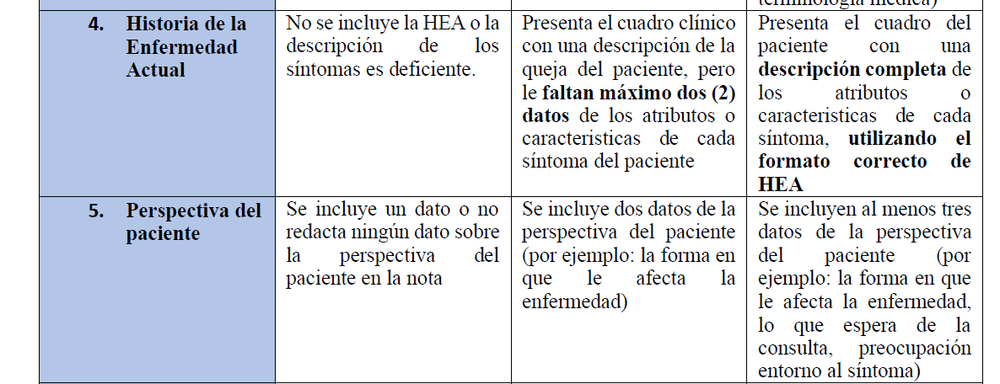 terminología médica)
4. Historia de la
Enfermedad
Actual
No se incluye la HEA o la
descripción de los
síntomas es deficiente.
Presenta el cuadro clínico
con una descripción de la
queja del paciente, pero
le faltan máximo dos (2)
datos de los atributos o
caracteristicas de cada
síntoma del paciente
Presenta el cuadro del
paciente con una
descripción completa de
los atributos o
caracteristicas de cada
síntoma, utilizando el
formato correcto de
HEA
5. Perspectiva del
paciente
Se incluye un dato o no
redacta ningún dato sobre
la perspectiva del
paciente en la nota
Se incluye dos datos de la
perspectiva del paciente
(por ejemplo: la forma en
que le afecta la
enfermedad)
Se incluyen al menos tres
datos de la perspectiva
del paciente (por
ejemplo: la forma en que
le afecta la enfermedad,
lo que espera de la
consulta, preocupación
entorno al síntoma)